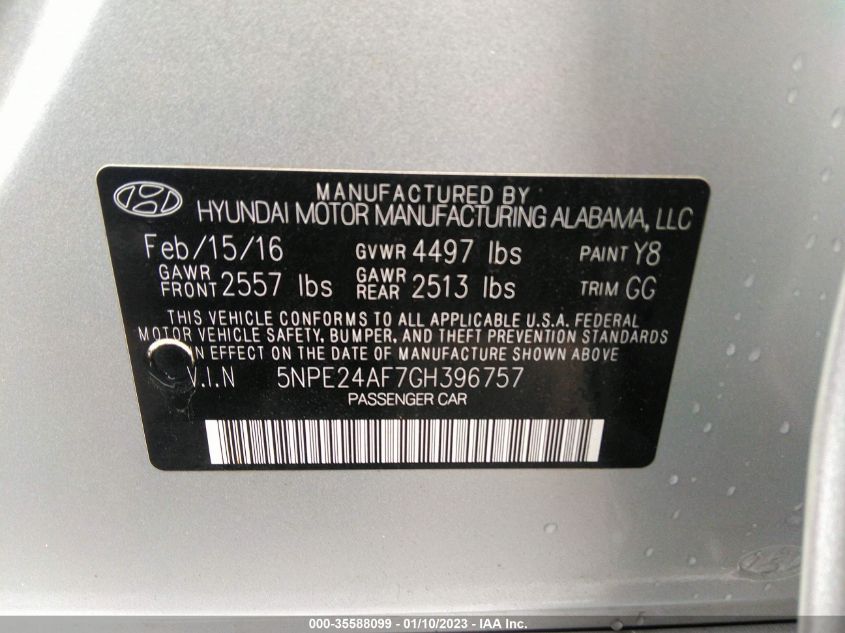 MANUFACTURED BY
HYUNDAI MOTOR MANUFACTURING ALABAMA, LLC
Feb/15/16 GVWR 4497 lbs PAINT Y8
GAWR FRONT 2557 lbs GAWR REAR 2513 lbs TRIM GG
THIS VEHICLE CONFORMS TO ALL APPLICABLE U.S.A. FEDERAL
MOTOR VEHICLE SAFETY, BUMPER, AND THEFT PREVENTION STANDARDS
IN EFFECT ON THE DATE OF MANUFACTURE SHOWN ABOVE
V.I.N 5NPE24AF7GH396757
PASSENGER CAR
000-35588099 - 01/10/2023 - IAA Inc.